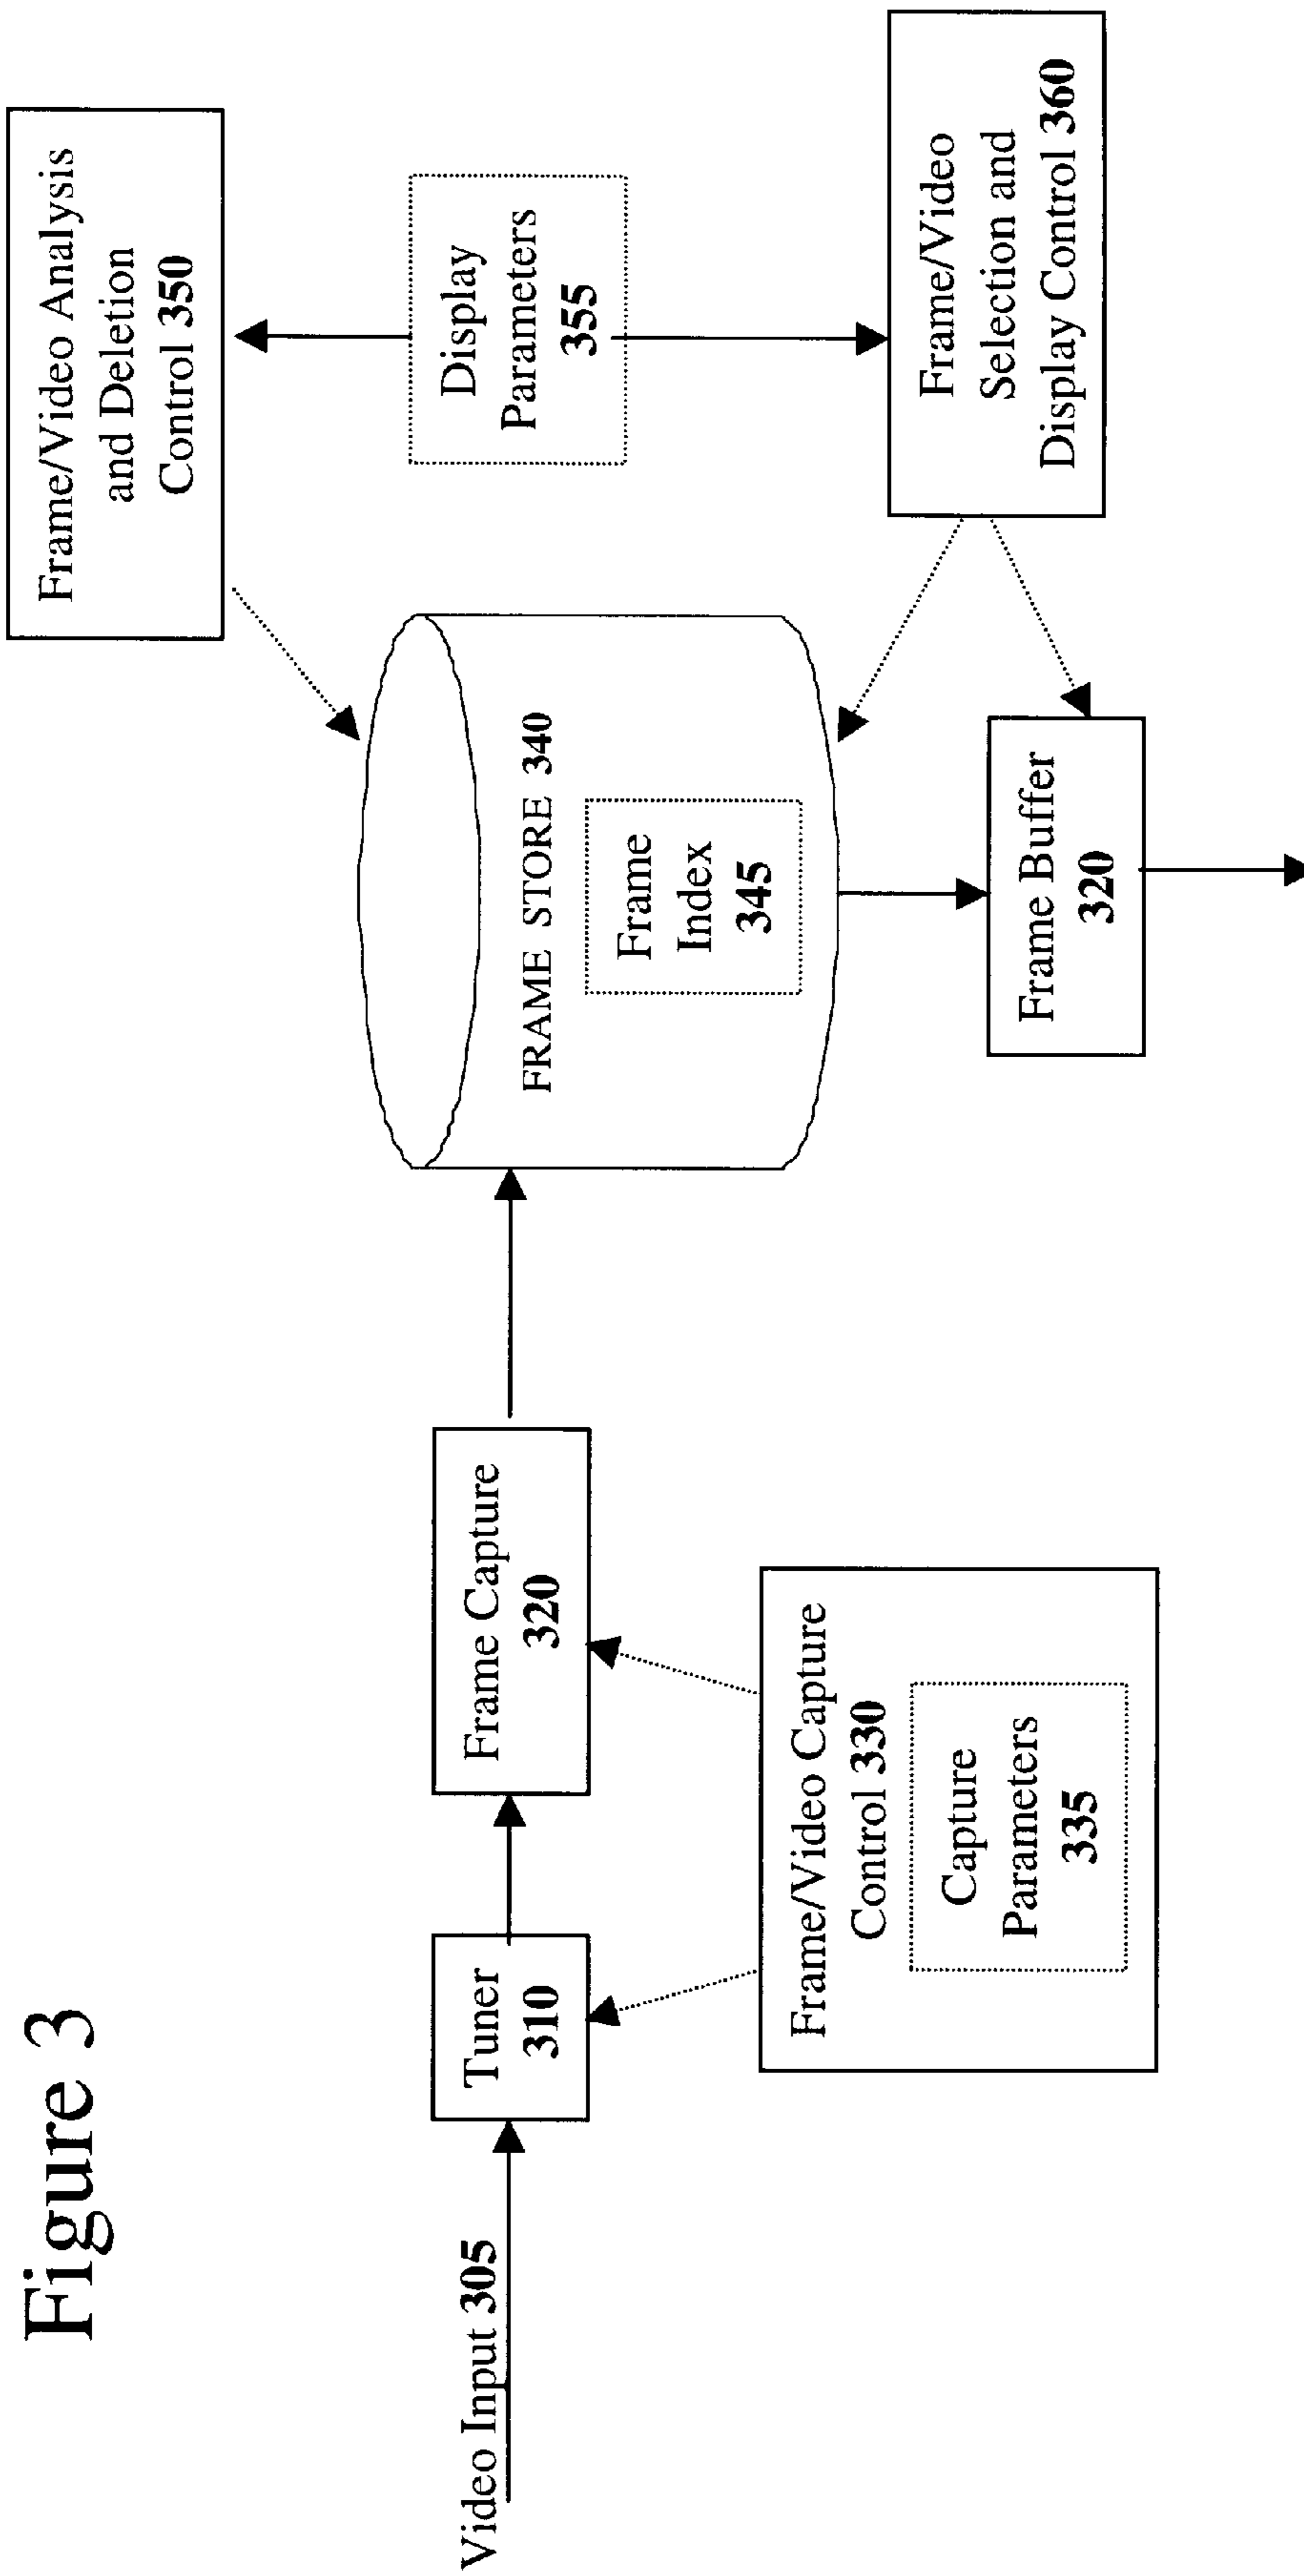 Figure 3
Video Input 305
Tuner
310
Frame Capture
320
Frame/Video Capture
Control 330
Capture
Parameters
335
FRAME STORE 340
Frame
Index
345
Frame Buffer
320
Frame/Video Analysis
and Deletion
Control 350
Display
Parameters
355
Frame/Video
Selection and
Display Control 360